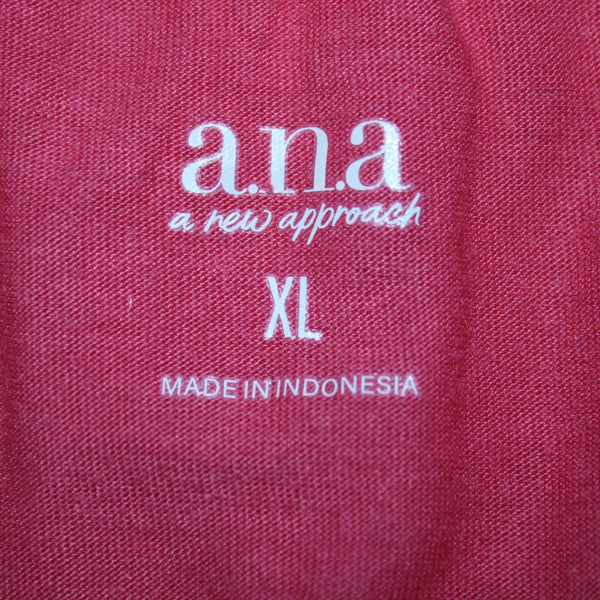 a.n.a
a new approach
XL
MADE IN INDONESIA